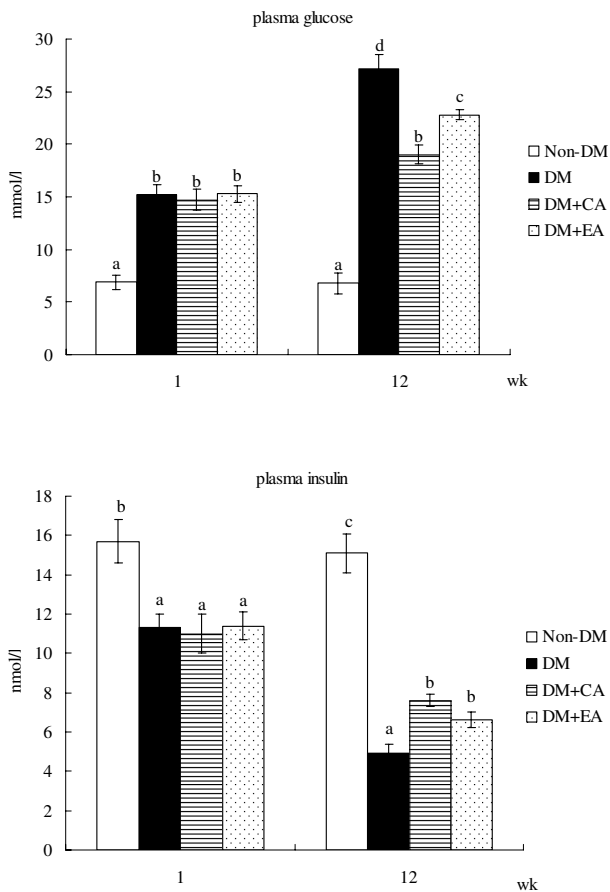 plasma glucose
30
25
20
15
10
5
0
mmol/l
a
b
b
b
a
d
b
c
1
12
wk
Non-DM
DM
DM+CA
DM+EA
plasma insulin
18
16
14
12
10
8
6
4
2
0
nmol/l
b
a
a
a
c
a
b
b
1
12
wk
Non-DM
DM
DM+CA
DM+EA